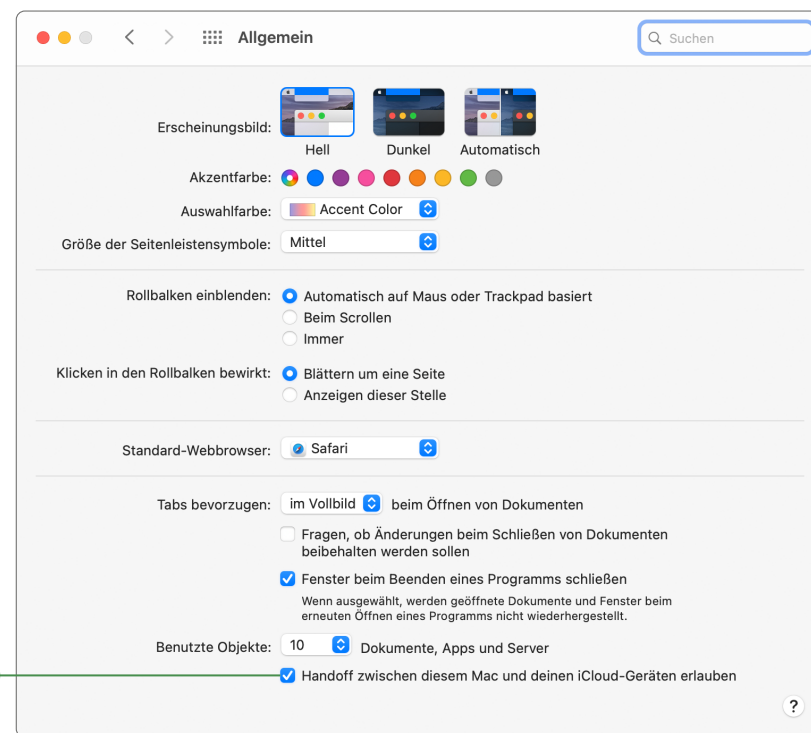 Allgemein
Suchen
Erscheinungsbild:
Hell
Dunkel
Automatisch
Akzentfarbe:
Auswahlfarbe: Accent Color
Größe der Seitenleistensymbole: Mittel
Rollbalken einblenden: Automatisch auf Maus oder Trackpad basiert
Beim Scrollen
Immer
Klicken in den Rollbalken bewirkt: Blättern um eine Seite
Anzeigen dieser Stelle
Standard-Webbrowser: Safari
Tabs bevorzugen: im Vollbild beim Öffnen von Dokumenten
Fragen, ob Änderungen beim Schließen von Dokumenten
beibehalten werden sollen
Fenster beim Beenden eines Programms schließen
Wenn ausgewählt, werden geöffnete Dokumente und Fenster beim
erneuten Öffnen eines Programms nicht wiederhergestellt.
Benutzte Objekte: 10 Dokumente, Apps und Server
Handoff zwischen diesem Mac und deinen iCloud-Geräten erlauben
?